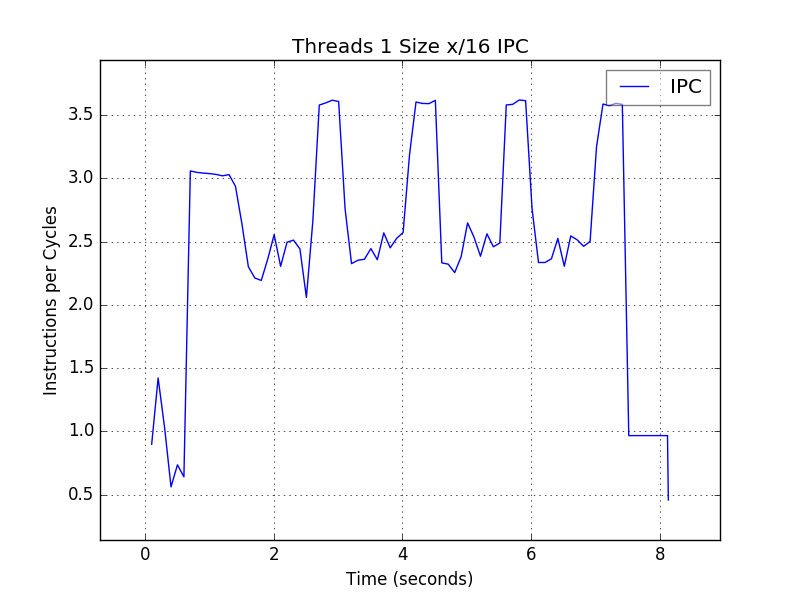 Threads 1 Size x/16 IPC
IPC
3.5
3.0
2.5
2.0
1.5
1.0
0.5
Instructions per Cycles
0 2 4 6 8
Time (seconds)